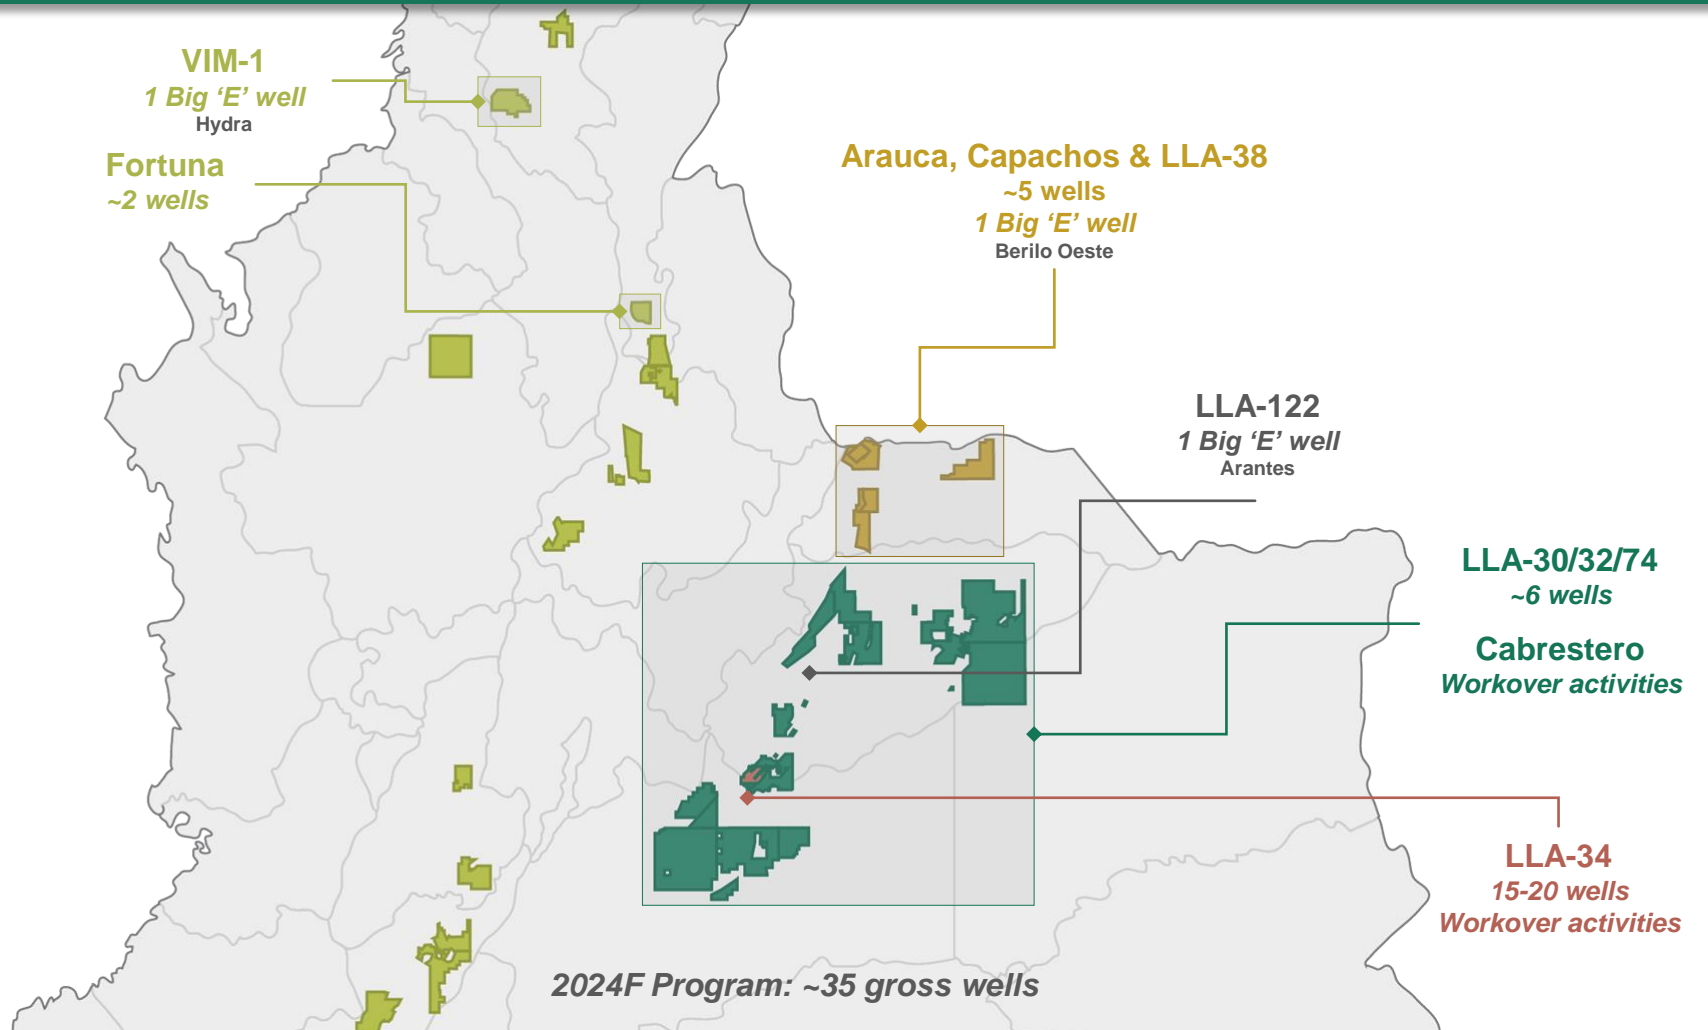 VIM-1
1 Big ‘E’ well
Hydra
Fortuna
~2 wells
Arauca, Capachos & LLA-38
~5 wells
1 Big ‘E’ well
Berilo Oeste
LLA-122
1 Big ‘E’ well
Arantes
LLA-30/32/74
~6 wells
Cabrestero
Workover activities
LLA-34
15-20 wells
Workover activities
2024F Program: ~35 gross wells